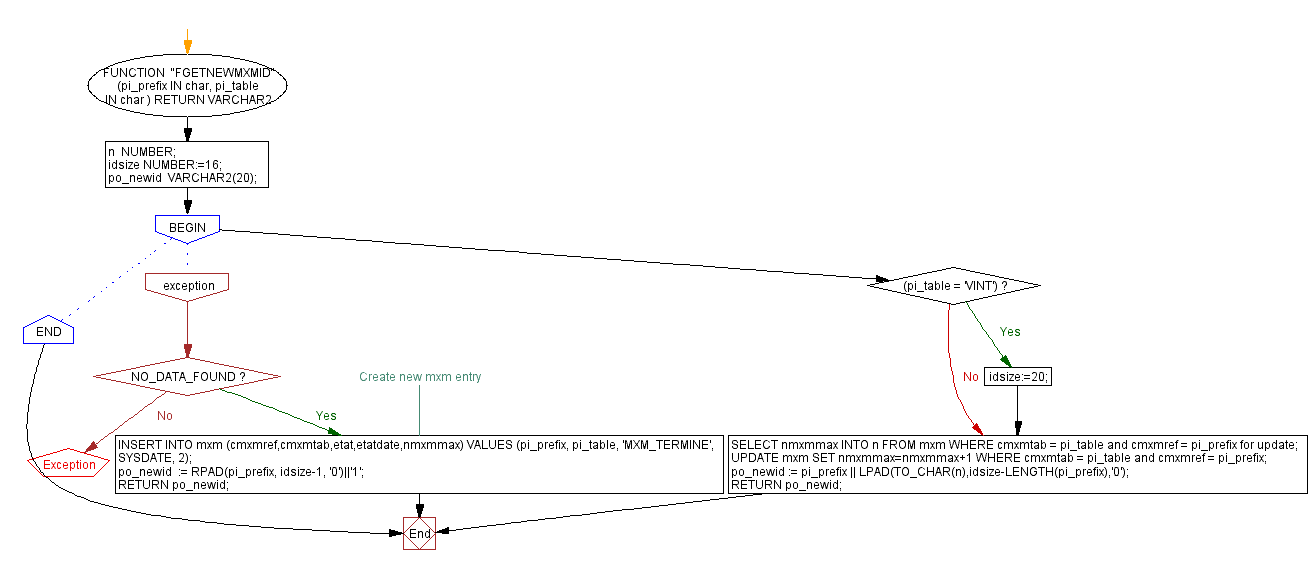 FUNCTION "FGETNEWMXMID"
(pi_prefix IN char, pi_table
IN char ) RETURN VARCHAR2
n NUMBER;
idsize NUMBER:=16;
po_newid VARCHAR2(20);
BEGIN
exception
(pi_table = 'VINT') ?
END
Yes
NO_DATA_FOUND ?
Create new mxm entry
No
idsize:=20;
No
Yes
INSERT INTO mxm (cmxmref,cmxmtab,etat,etatdate,nmxmmax) VALUES (pi_prefix, pi_table, 'MXM_TERMINE',
SYSDATE, 2);
po_newid := RPAD(pi_prefix, idsize-1, '0')||'1';
RETURN po_newid;
SELECT nmxmmax INTO n FROM mxm WHERE cmxmtab = pi_table and cmxmref = pi_prefix for update;
UPDATE mxm SET nmxmmax=nmxmmax+1 WHERE cmxmtab = pi_table and cmxmref = pi_prefix;
po_newid := pi_prefix || LPAD(TO_CHAR(n),idsize-LENGTH(pi_prefix),'0');
RETURN po_newid;
Exception
End